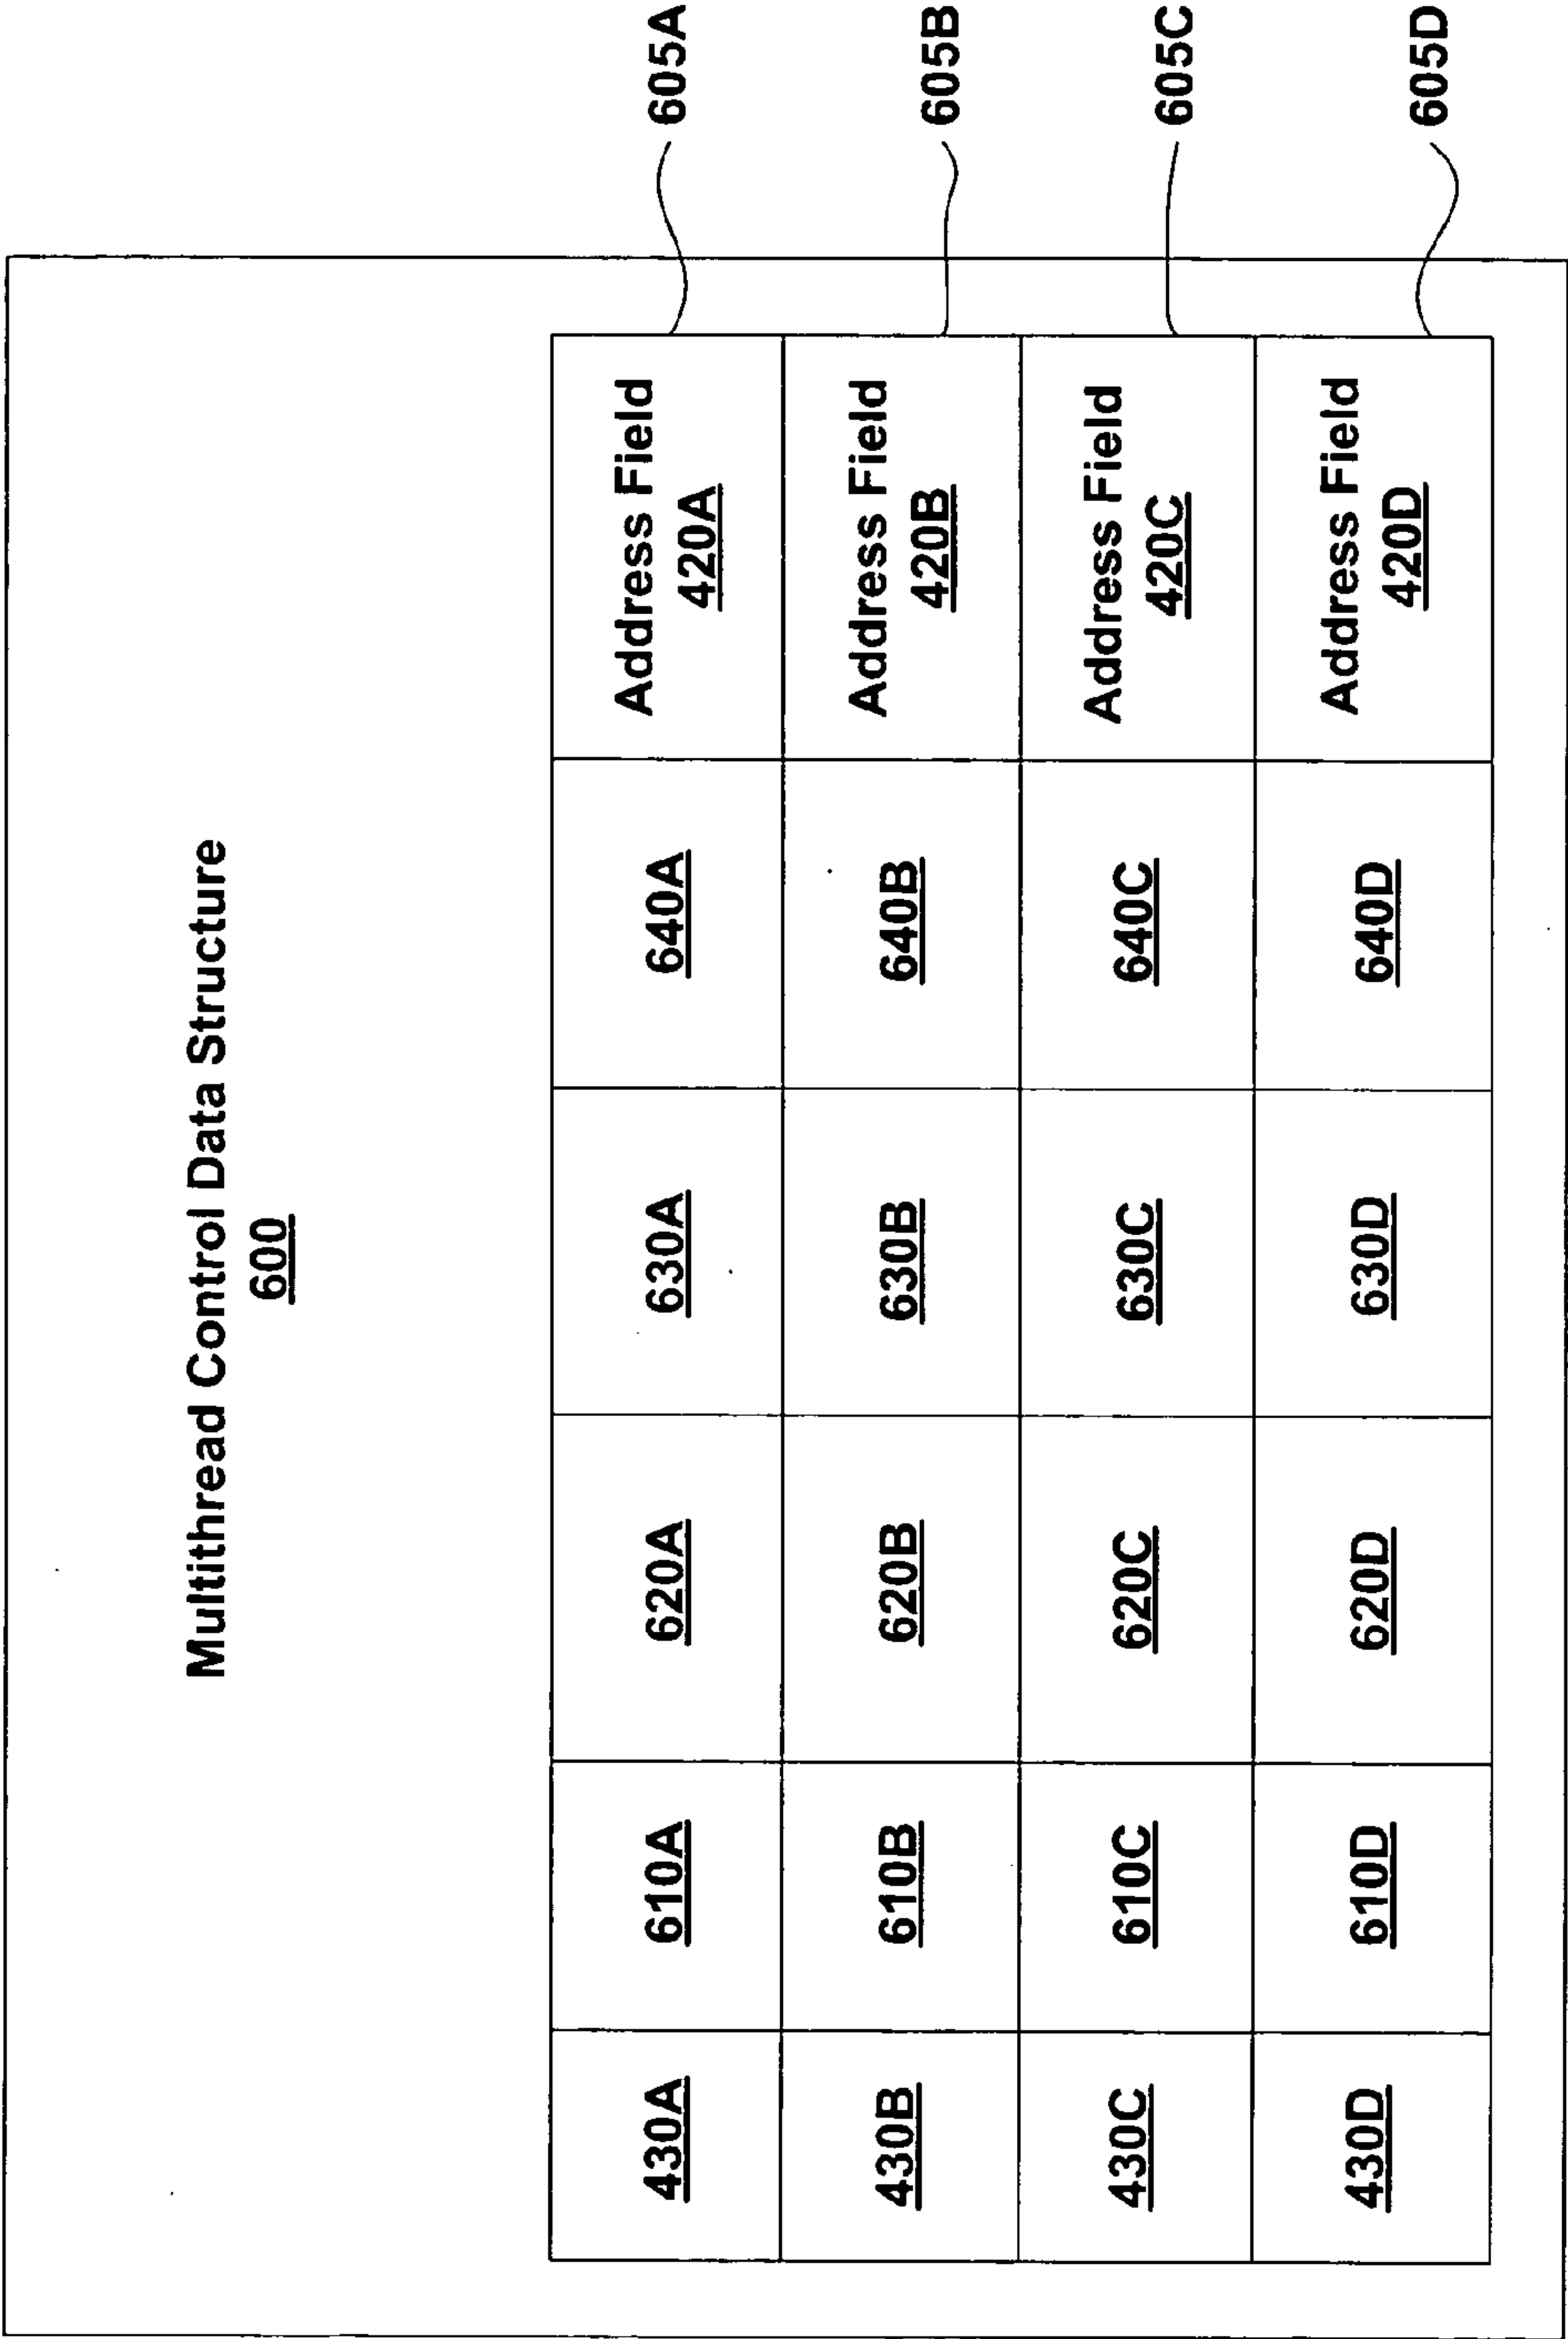 Multithread Control Data Structure
600
430A 610A 620A 630A 640A Address Field 420A 605A
430B 610B 620B 630B 640B Address Field 420B 605B
430C 610C 620C 630C 640C Address Field 420C 605C
430D 610D 620D 630D 640D Address Field 420D 605D